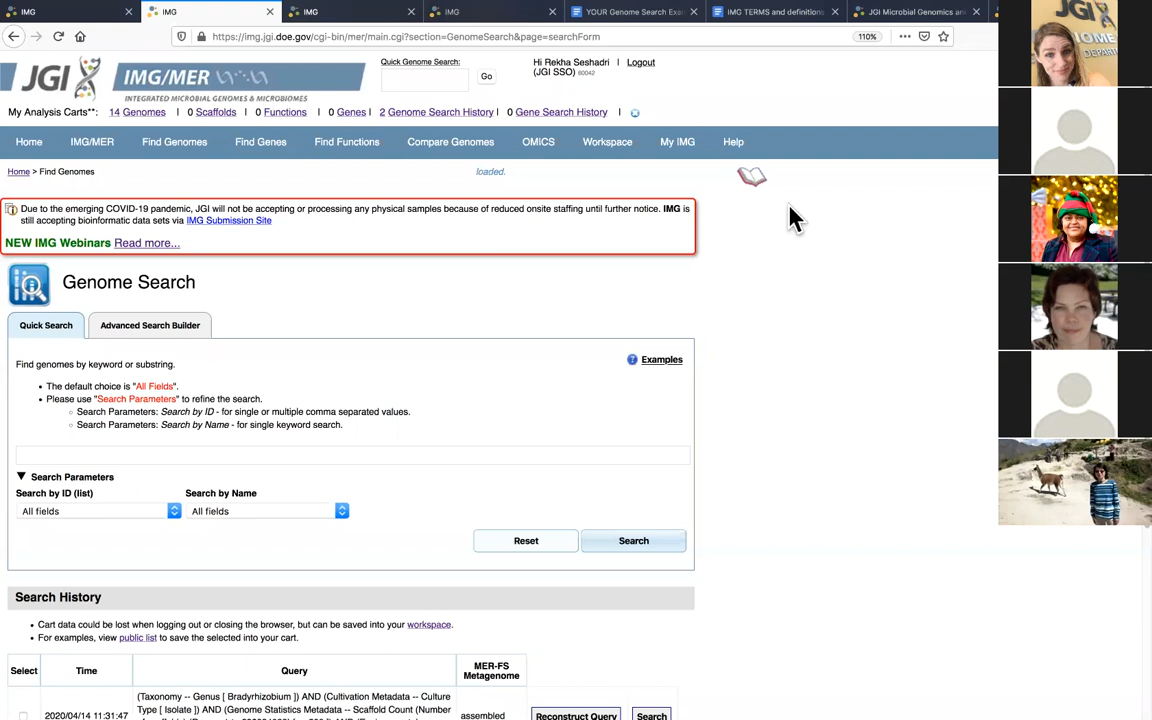 IMG
IMG
IMG
IMG
YOUR Genome Search Exa
IMG TERMS and definitions
JGI Microbial Genomics an
https://img.jgi.doe.gov/cgi-bin/mer/main.cgi?section=GenomeSearch&page=searchForm
110%
JGI
IMG/MER
INTEGRATED MICROBIAL GENOMES & MICROBIOMES
Quick Genome Search:
Go
Hi Rekha Seshadri | Logout
(JGI SSO) 60042
My Analysis Carts**: 14 Genomes | 0 Scaffolds | 0 Functions | 0 Genes | 2 Genome Search History | 0 Gene Search History |
Home IMG/MER Find Genomes Find Genes Find Functions Compare Genomes OMICS Workspace My IMG Help
Home > Find Genomes
loaded.
Due to the emerging COVID-19 pandemic, JGI will not be accepting or processing any physical samples because of reduced onsite staffing until further notice. IMG is
still accepting bioinformatic data sets via IMG Submission Site
NEW IMG Webinars Read more...
Genome Search
Quick Search
Advanced Search Builder
Find genomes by keyword or substring.
Examples
• The default choice is "All Fields".
• Please use "Search Parameters" to refine the search.
Search Parameters: Search by ID - for single or multiple comma separated values.
Search Parameters: Search by Name - for single keyword search.
Search Parameters
Search by ID (list) Search by Name
All fields All fields
Reset Search
Search History
• Cart data could be lost when logging out or closing the browser, but can be saved into your workspace.
• For examples, view public list to save the selected into your cart.
Select Time Query MER-FS
Metagenome
(Taxonomy -- Genus [ Bradyrhizobium ]) AND (Cultivation Metadata -- Culture
Type [ Isolate ]) AND (Genome Statistics Metadata -- Scaffold Count (Number
2020/04/14 11:31:47
assembled
Reconstruct Query
Search
JGI